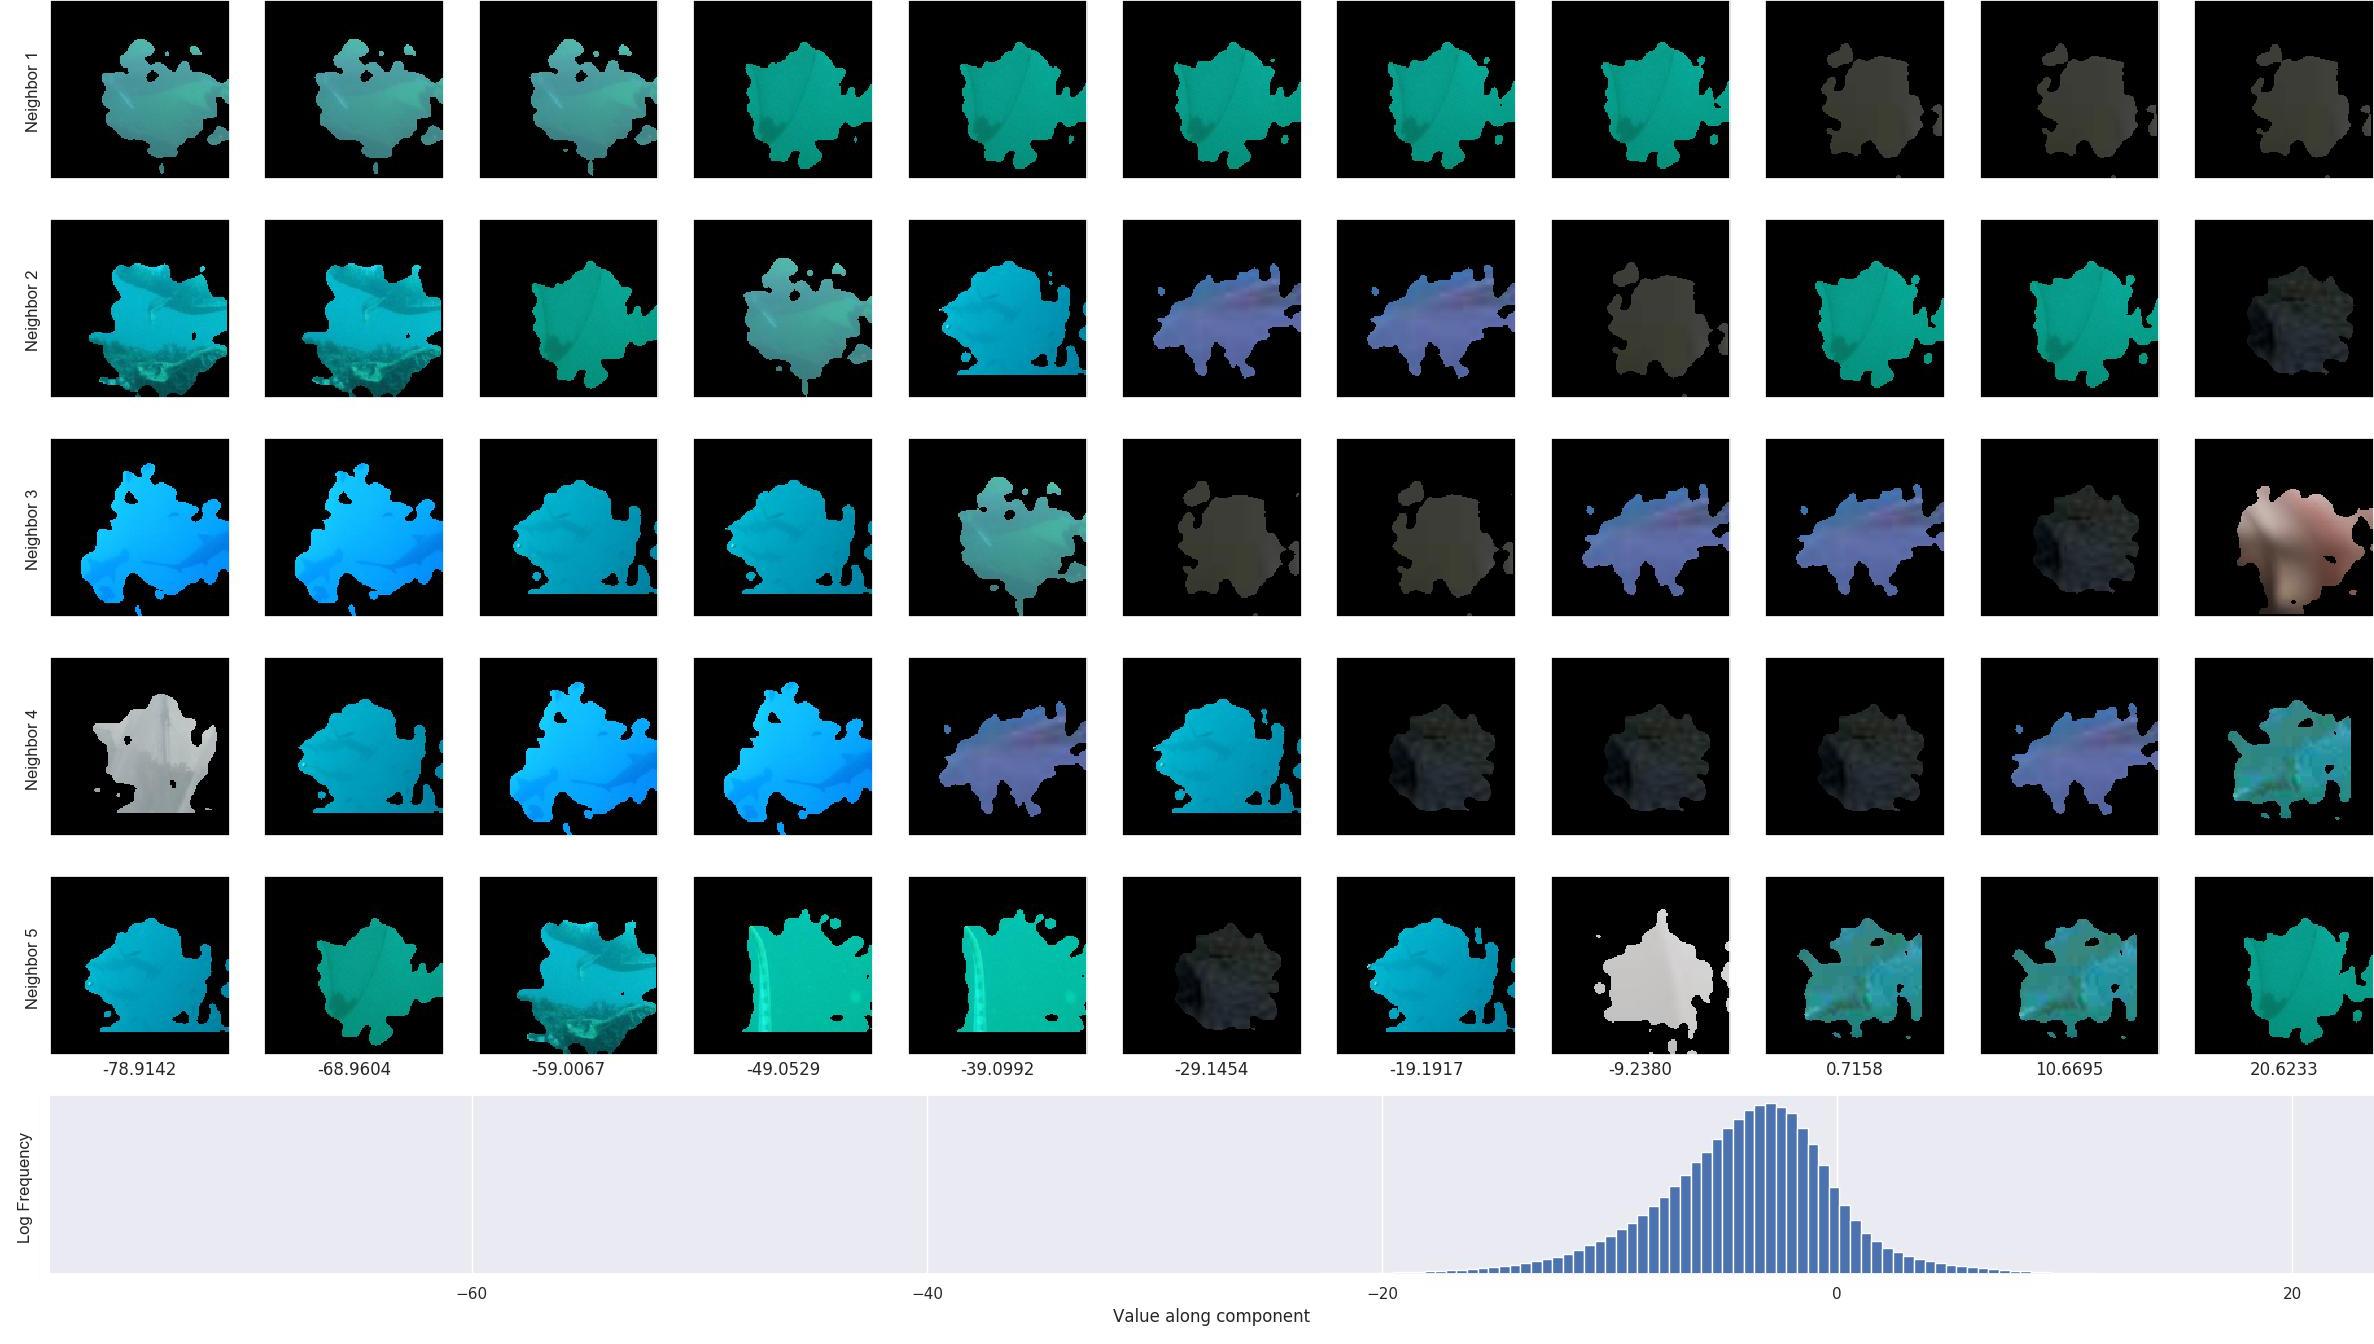 Neighbor 1
Neighbor 2
Neighbor 3
Neighbor 4
Neighbor 5
-78.9142 -68.9604 -59.0067 -49.0529 -39.0992 -29.1454 -19.1917 -9.2380 0.7158 10.6695 20.6233
Log Frequency
−60 −40 −20 0 20
Value along component